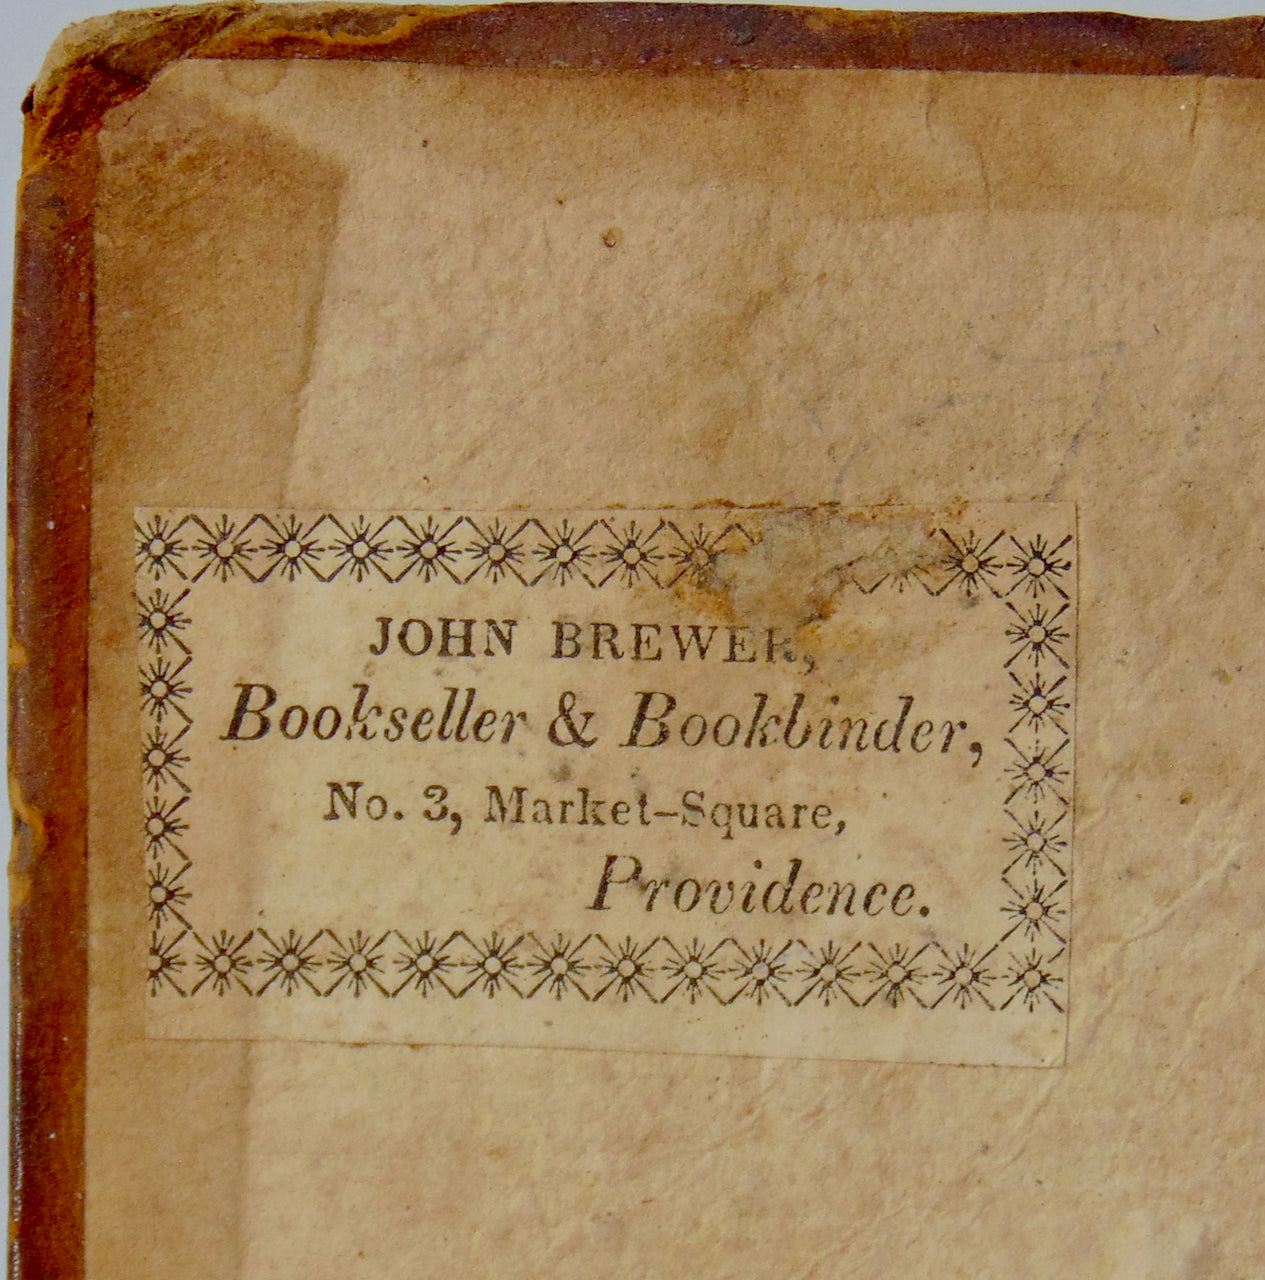 JOHN BREWER,
Bookseller & Bookbinder,
No. 3, Market-Square,
Providence.